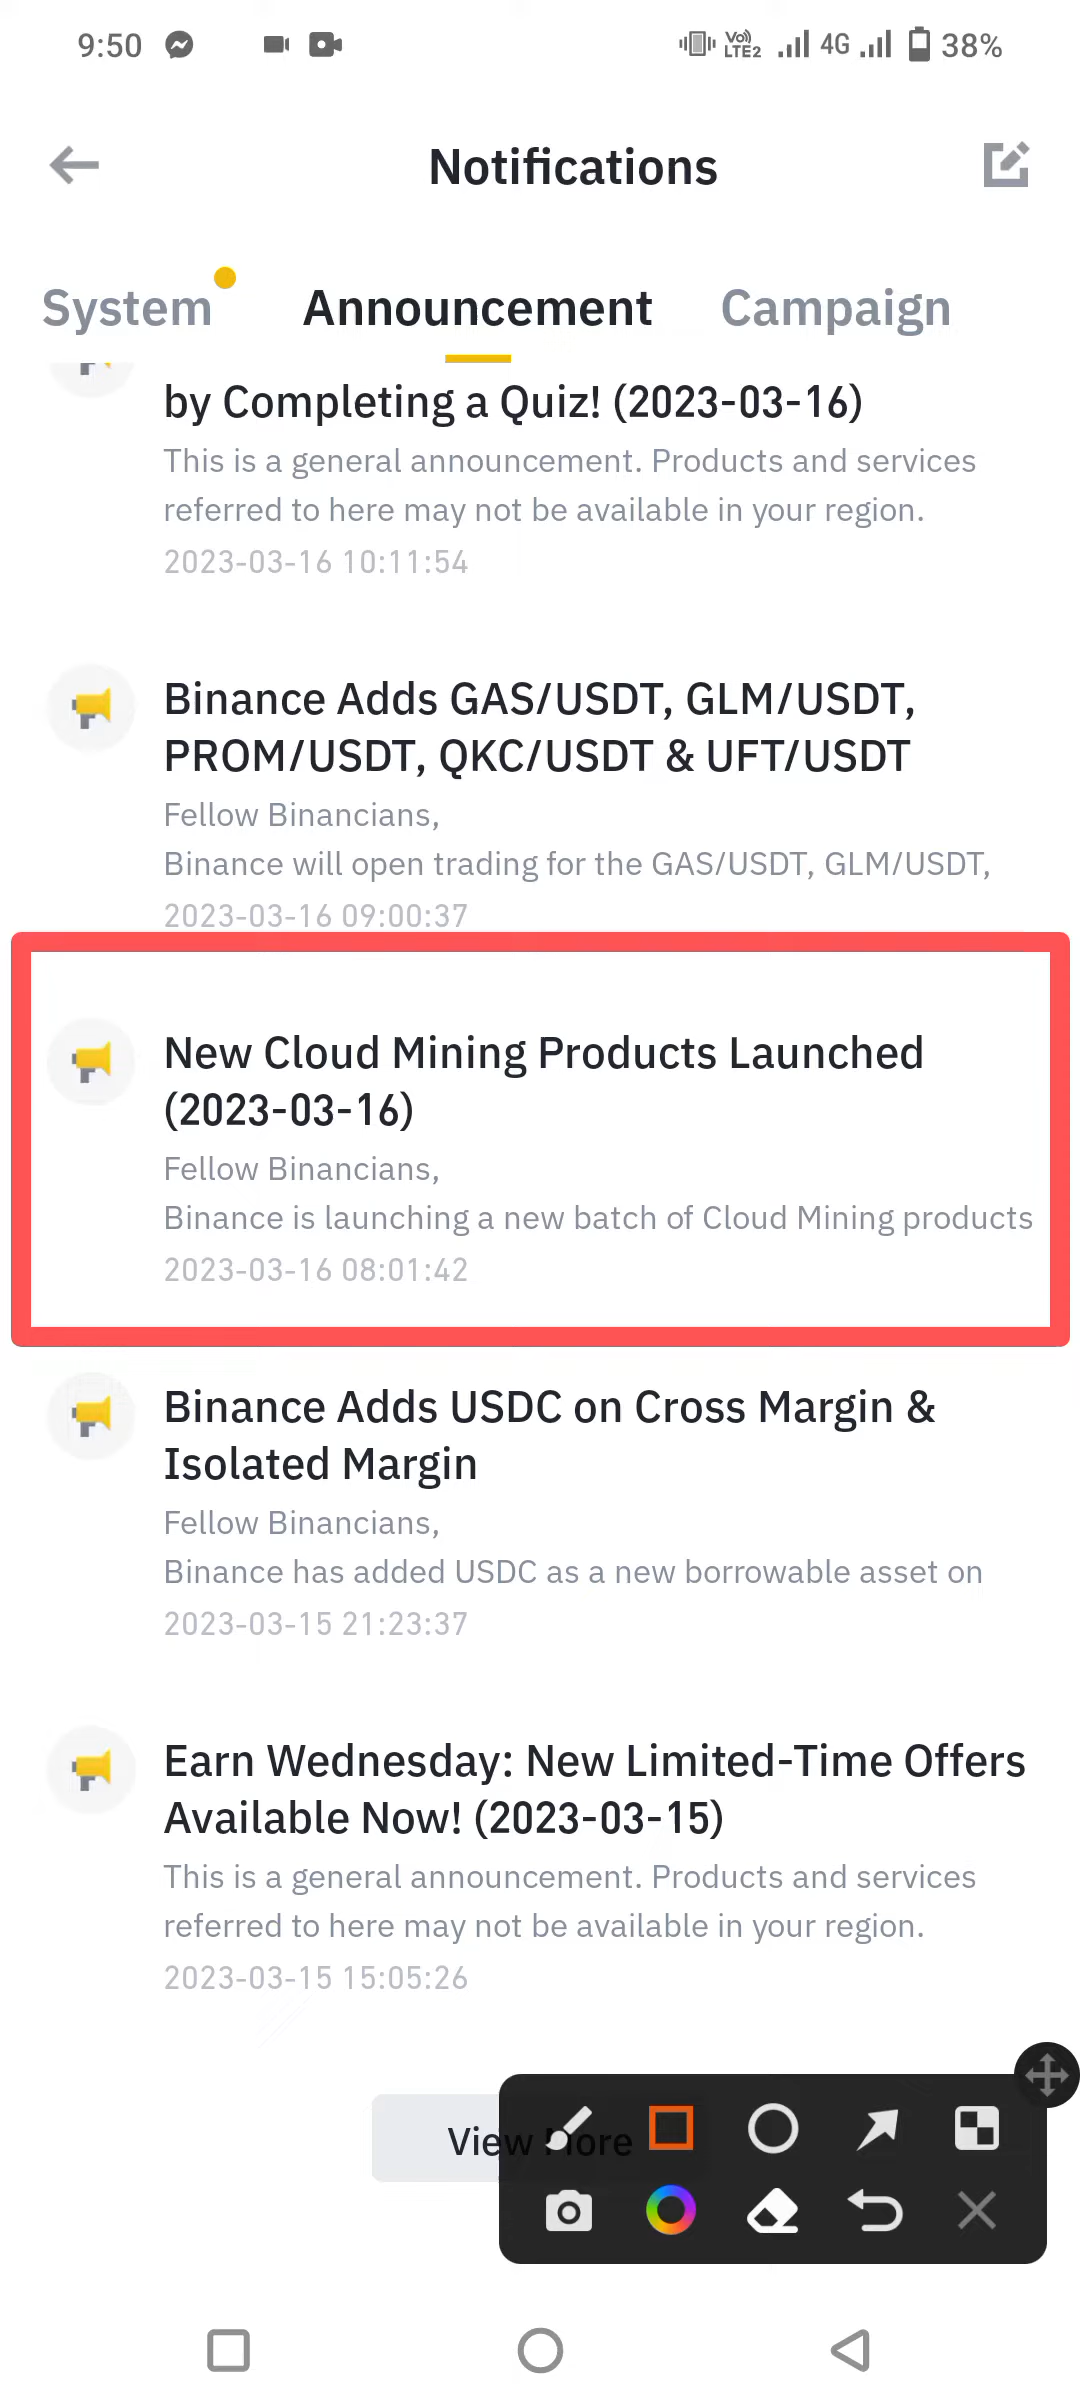 9:50
Vo))
LTE2
4G
38%
Notifications
System
Announcement
Campaign
by Completing a Quiz! (2023-03-16)
This is a general announcement. Products and services
referred to here may not be available in your region.
2023-03-16 10:11:54
Binance Adds GAS/USDT, GLM/USDT,
PROM/USDT, QKC/USDT & UFT/USDT
Fellow Binancians,
Binance will open trading for the GAS/USDT, GLM/USDT,
2023-03-16 09:00:37
New Cloud Mining Products Launched
(2023-03-16)
Fellow Binancians,
Binance is launching a new batch of Cloud Mining products
2023-03-16 08:01:42
Binance Adds USDC on Cross Margin &
Isolated Margin
Fellow Binancians,
Binance has added USDC as a new borrowable asset on
2023-03-15 21:23:37
Earn Wednesday: New Limited-Time Offers
Available Now! (2023-03-15)
This is a general announcement. Products and services
referred to here may not be available in your region.
2023-03-15 15:05:26
View More